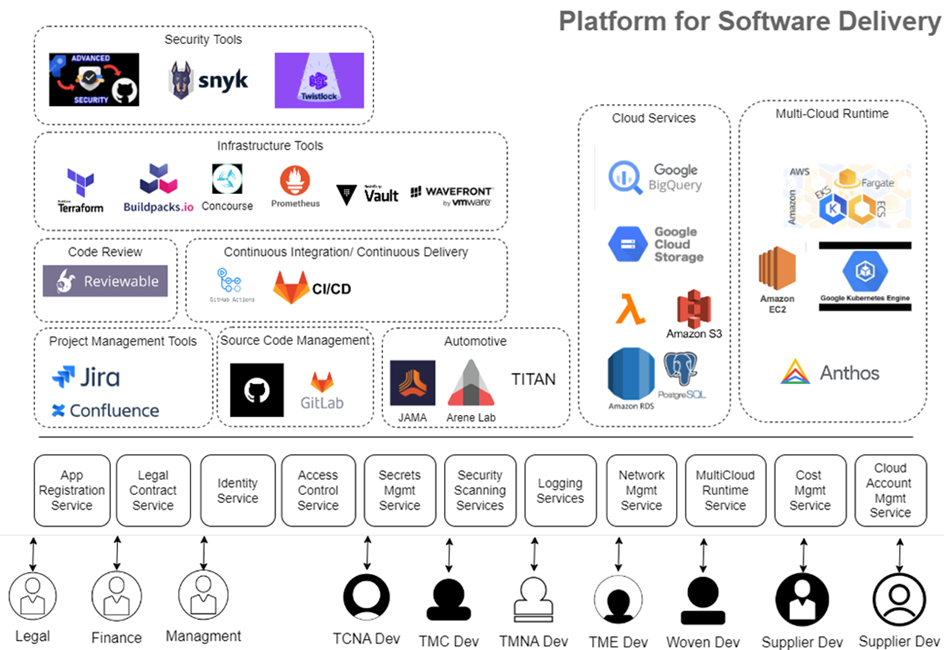 Platform for Software Delivery
Security Tools
ADVANCED
SECURITY
snyk
Twistlock
Infrastructure Tools
Terraform
Buildpacks.io
Concourse
Prometheus
Vault
WAVEFRONT
by vmware
Code Review
Reviewable
Continuous Integration/ Continuous Delivery
GitHub Actions
CI/CD
Project Management Tools
Jira
Confluence
Source Code Management
GitLab
Automotive
JAMA
Arene Lab
TITAN
Cloud Services
Google
BigQuery
Google
Cloud
Storage
Amazon S3
Amazon RDS
PostgreSQL
Multi-Cloud Runtime
AWS
Fargate
Amazon
EKS
K
ECS
Amazon
EC2
Google Kubernetes Engine
Anthos
App
Registration
Service
Legal
Contract
Service
Identity
Service
Access
Control
Service
Secrets
Mgmt
Service
Security
Scanning
Services
Logging
Services
Network
Mgmt
Service
MultiCloud
Runtime
Service
Cost
Mgmt
Service
Cloud
Account
Mgmt
Service
Legal
Finance
Managment
TCNA Dev
TMC Dev
TMNA Dev
TME Dev
Woven Dev
Supplier Dev
Supplier Dev